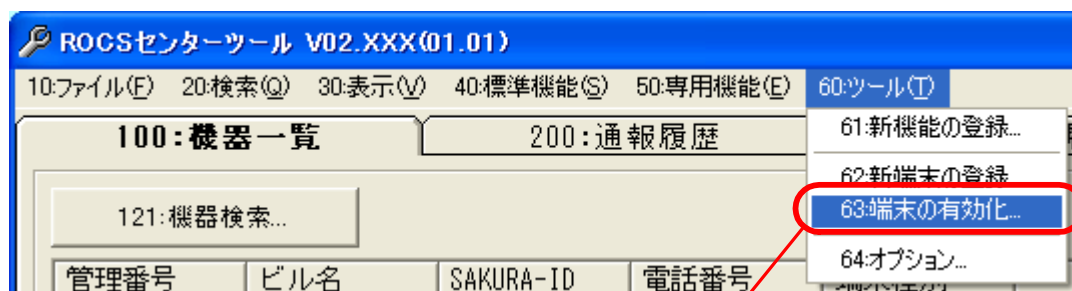 ROCSセンターツール V02.XXX(01.01)
10:ファイル(F) 20:検索(Q) 30:表示(V) 40:標準機能(S) 50:専用機能(E) 60:ツール(T)
61:新機能の登録...
100:機器一覧 200:通報履歴
62:新端末の登録
63:端末の有効化...
121:機器検索...
64:オプション...
管理番号 ビル名 SAKURA-ID 電話番号 端末種別